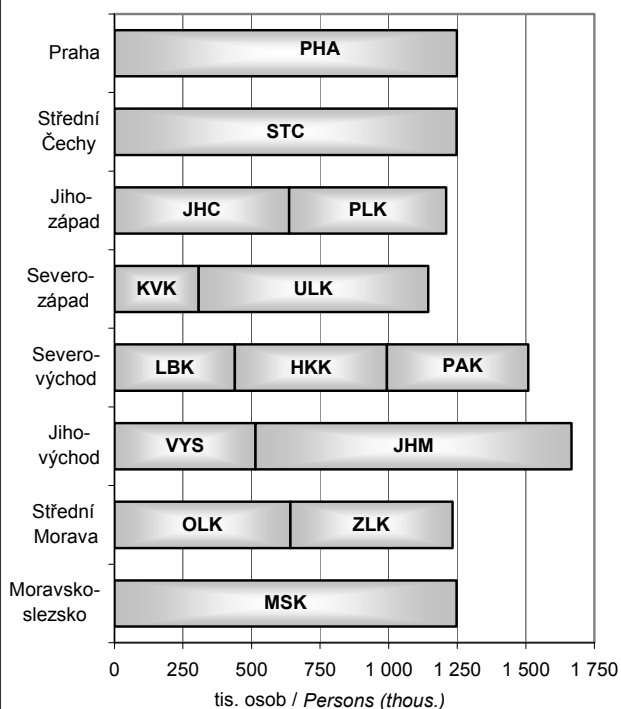 Praha
PHA
Střední
Čechy
STC
Jiho-
západ
JHC PLK
Severo-
západ
KVK ULK
Severo-
východ
LBK HKK PAK
Jiho-
východ
VYS JHM
Střední
Morava
OLK ZLK
Moravsko-
slezsko
MSK
0 250 500 750 1 000 1 250 1 500 1 750
tis. osob / Persons (thous.)